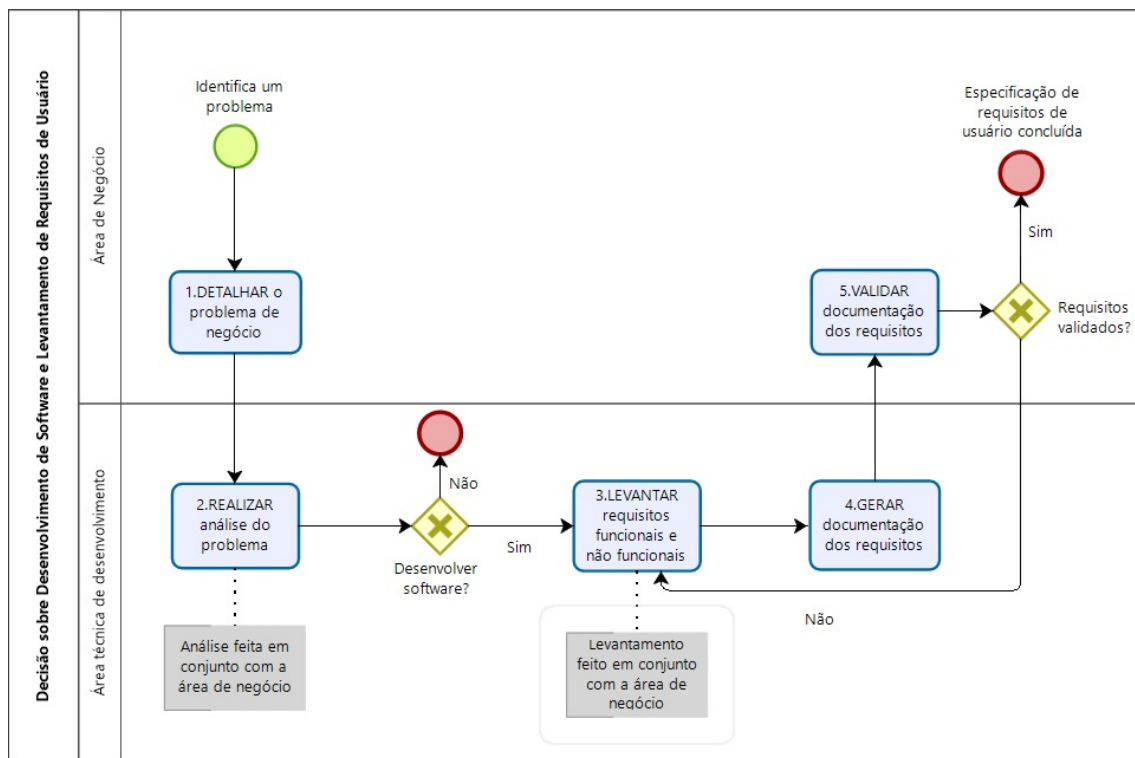 Decisão sobre Desenvolvimento de Software e Levantamento de Requisitos de Usuário
Área de Negócio
Identifica um
problema
1.DETALHAR o
problema de
negócio
Especificação de
requisitos de
usuário concluída
Sim
5.VALIDAR
documentação
dos requisitos
Requisitos
validados?
Área técnica de desenvolvimento
2.REALIZAR
análise do
problema
Análise feita em
conjunto com a
área de negócio
Não
Desenvolver
software?
Sim
3.LEVANTAR
requisitos
funcionais e
não funcionais
Levantamento
feito em conjunto
com a área de
negócio
4.GERAR
documentação
dos requisitos
Não